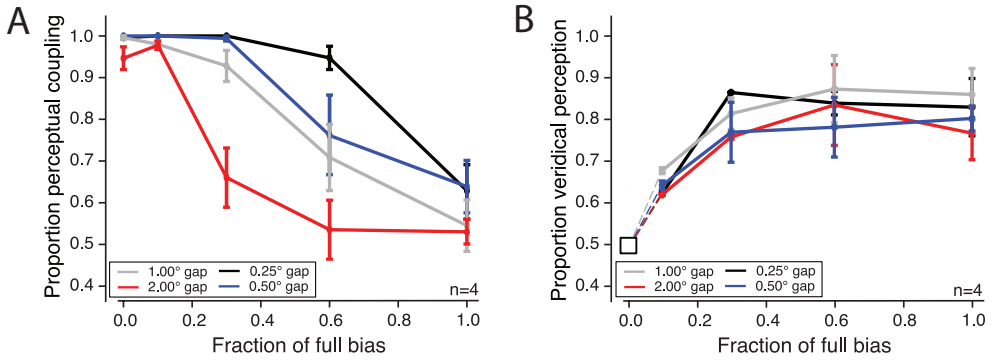 A
Proportion perceptual coupling
1.0
0.9
0.8
0.7
0.6
0.5
0.4
1.00° gap
0.25° gap
2.00° gap
0.50° gap
n=4
0.0
0.2
0.4
0.6
0.8
1.0
Fraction of full bias
B
Proportion veridical perception
1.0
0.9
0.8
0.7
0.6
0.5
0.4
1.00° gap
0.25° gap
2.00° gap
0.50° gap
n=4
0.0
0.2
0.4
0.6
0.8
1.0
Fraction of full bias